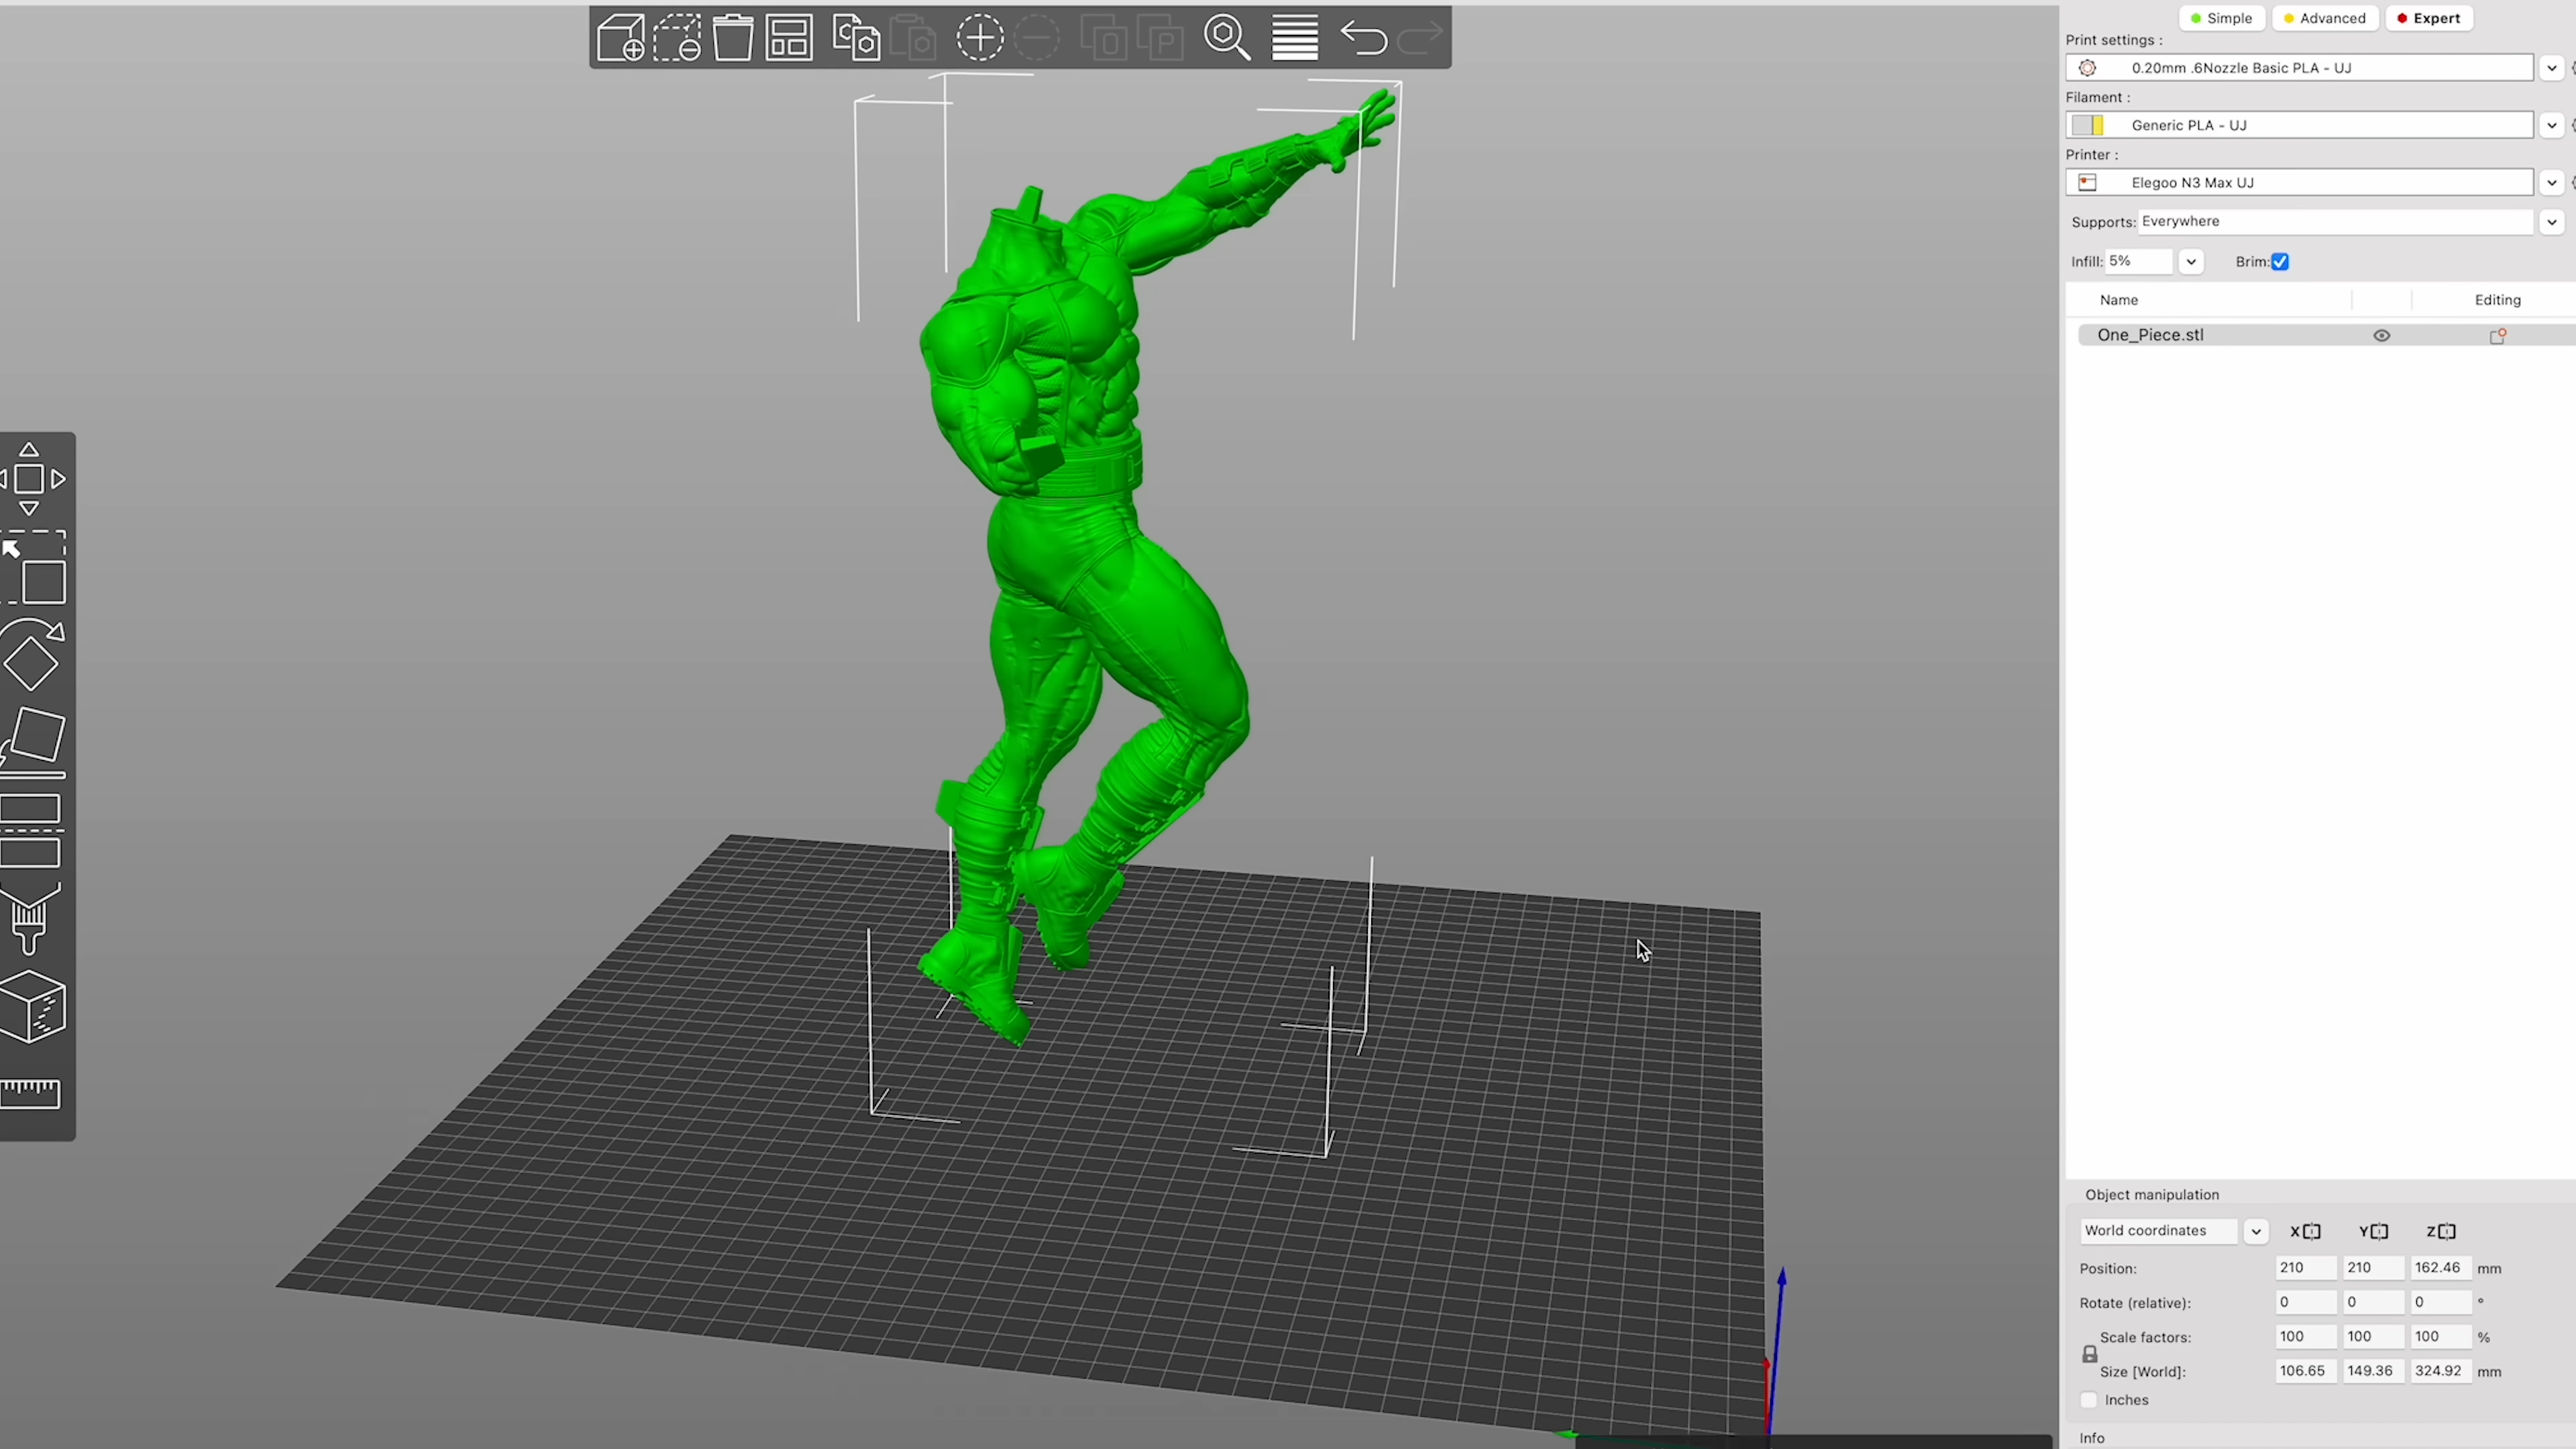 Simple Advanced Expert
Print settings :
0.20mm .6Nozzle Basic PLA - UJ
Filament :
Generic PLA - UJ
Printer :
Elegoo N3 Max UJ
Supports: Everywhere
Infill: 5% Brim:
Name Editing
One_Piece.stl
Object manipulation
World coordinates X Y Z
Position: 210 210 162.46 mm
Rotate (relative): 0 0 0 °
Scale factors: 100 100 100 %
Size [World]: 106.65 149.36 324.92 mm
Inches
Info